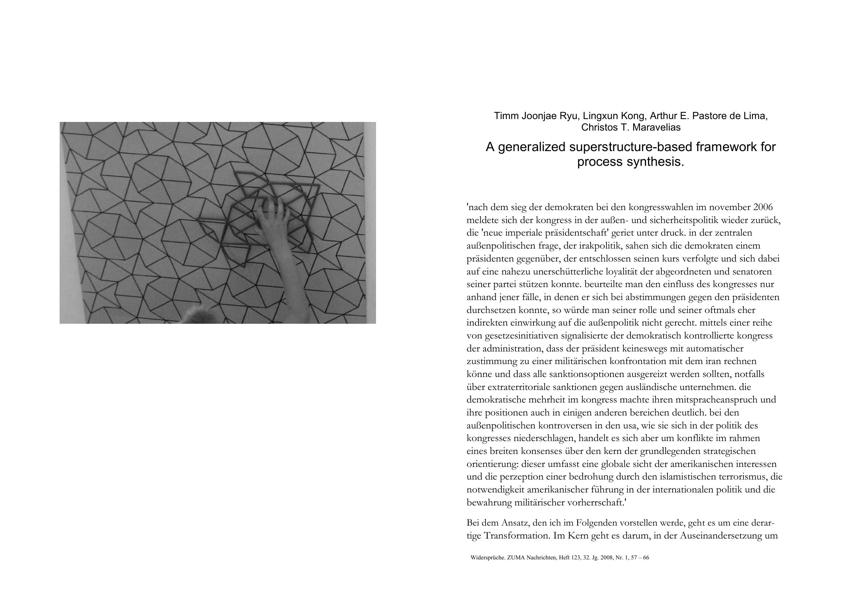 Timm Joonjae Ryu, Lingxun Kong, Arthur E. Pastore de Lima,
Christos T. Maravelias
A generalized superstructure-based framework for
process synthesis.
'nach dem sieg der demokraten bei den kongresswahlen im november 2006
meldete sich der kongress in der außen- und sicherheitspolitik wieder zurück,
die 'neue imperiale präsidentschaft' geriet unter druck. in der zentralen
außenpolitischen frage, der irakpolitik, sahen sich die demokraten einem
präsidenten gegenüber, der entschlossen seinen kurs verfolgte und sich dabei
auf eine nahezu unerschütterliche loyalität der abgeordneten und senatoren
seiner partei stützen konnte. beurteilte man den einfluss des kongresses nur
anhand jener fälle, in denen er sich bei abstimmungen gegen den präsidenten
durchsetzen konnte, so würde man seiner rolle und seiner oftmals eher
indirekten einwirkung auf die außenpolitik nicht gerecht. mittels einer reihe
von gesetzesinitiativen signalisierte der demokratisch kontrollierte kongress
der administration, dass der präsident keineswegs mit automatischer
zustimmung zu einer militärischen konfrontation mit dem iran rechnen
könne und dass alle sanktionsoptionen ausgereizt werden sollten, notfalls
über extraterritoriale sanktionen gegen ausländische unternehmen. die
demokratische mehrheit im kongress machte ihren mitspracheanspruch und
ihre positionen auch in einigen anderen bereichen deutlich. bei den
außenpolitischen kontroversen in den usa, wie sie sich in der politik des
kongresses niederschlagen, handelt es sich aber um konflikte im rahmen
eines breiten konsenses über den kern der grundlegenden strategischen
orientierung: dieser umfasst eine globale sicht der amerikanischen interessen
und die perzeption einer bedrohung durch den islamistischen terrorismus, die
notwendigkeit amerikanischer führung in der internationalen politik und die
bewahrung militärischer vorherrschaft.'
Bei dem Ansatz, den ich im Folgenden vorstellen werde, geht es um eine derar-
tige Transformation. Im Kern geht es darum, in der Auseinandersetzung um
Widersprüche. ZUMA Nachrichten, Heft 123, 32. Jg. 2008, Nr. 1, 57 – 66